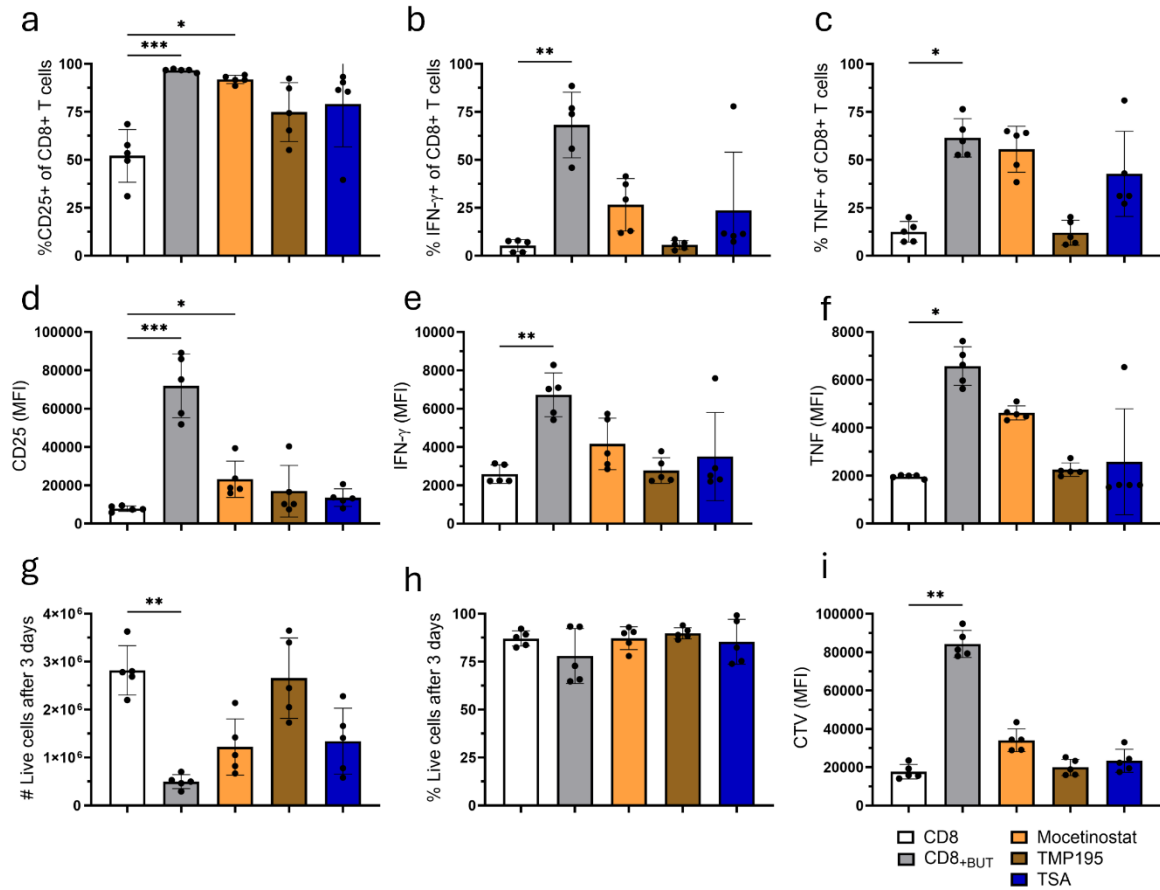 a
*
***
%CD25+ of CD8+ T cells
100
75
50
25
0
b
**
% IFN-γ+ of CD8+ T cells
100
75
50
25
0
c
*
% TNF+ of CD8+ T cells
100
75
50
25
0
d
*
***
CD25 (MFI)
100000
80000
60000
40000
20000
0
e
**
IFN-γ (MFI)
10000
8000
6000
4000
2000
0
f
*
TNF (MFI)
8000
6000
4000
2000
0
g
**
# Live cells after 3 days
4×10⁶
3×10⁶
2×10⁶
1×10⁶
0
h
% Live cells after 3 days
100
75
50
25
0
i
**
CTV (MFI)
100000
80000
60000
40000
20000
0
CD8
CD8+BUT
Mocetinostat
TMP195
TSA